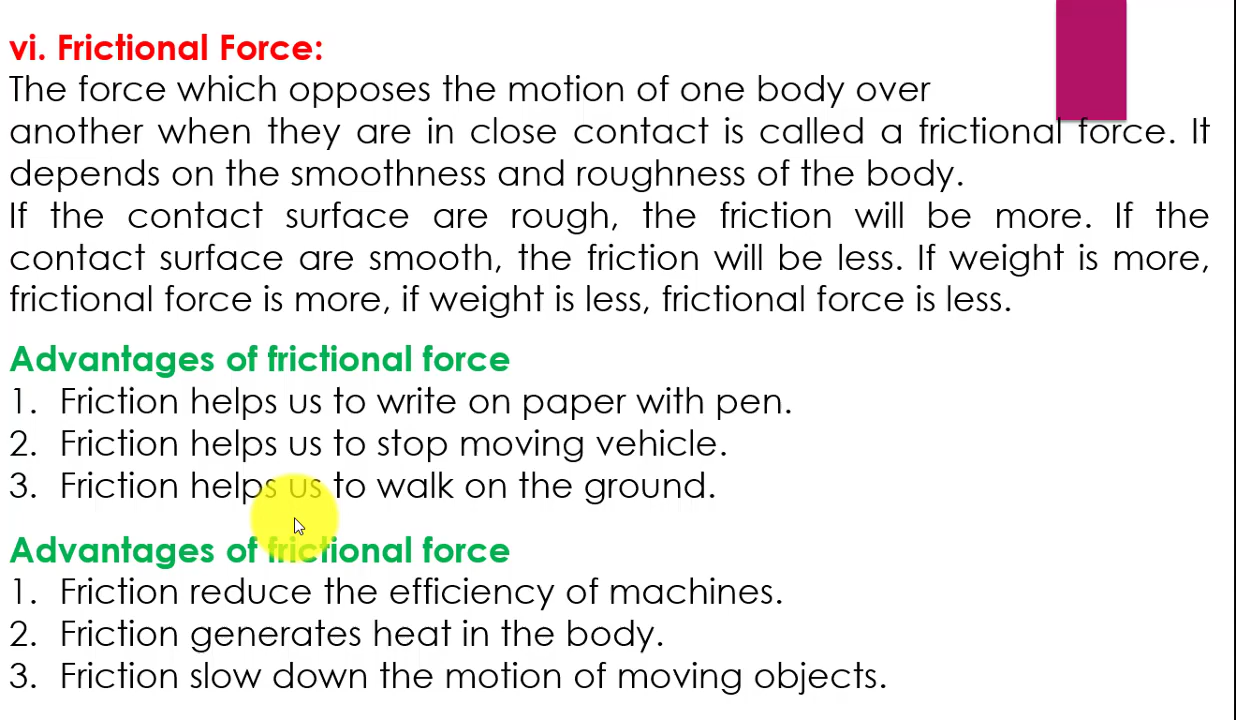 vi. Frictional Force:
The force which opposes the motion of one body over
another when they are in close contact is called a frictional force. It
depends on the smoothness and roughness of the body.
If the contact surface are rough, the friction will be more. If the
contact surface are smooth, the friction will be less. If weight is more,
frictional force is more, if weight is less, frictional force is less.
Advantages of frictional force
1. Friction helps us to write on paper with pen.
2. Friction helps us to stop moving vehicle.
3. Friction helps us to walk on the ground.
Advantages of frictional force
1. Friction reduce the efficiency of machines.
2. Friction generates heat in the body.
3. Friction slow down the motion of moving objects.